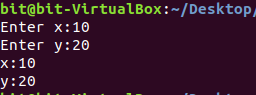 bit@bit-VirtualBox:~/Desktop/
Enter x:10
Enter y:20
x:10
y:20